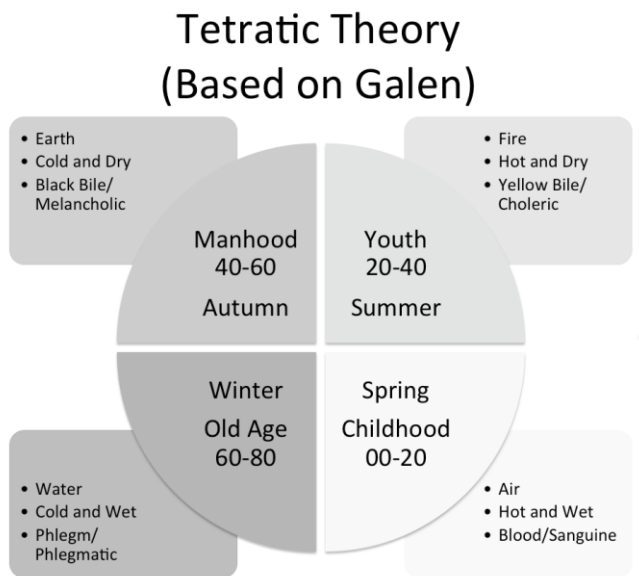 Tetratic Theory
(Based on Galen)
• Earth
• Cold and Dry
• Black Bile/
Melancholic
• Fire
• Hot and Dry
• Yellow Bile/
Choleric
Manhood
40-60
Autumn
Youth
20-40
Summer
Winter
Old Age
60-80
Spring
Childhood
00-20
• Water
• Cold and Wet
• Phlegm/
Phlegmatic
• Air
• Hot and Wet
• Blood/Sanguine